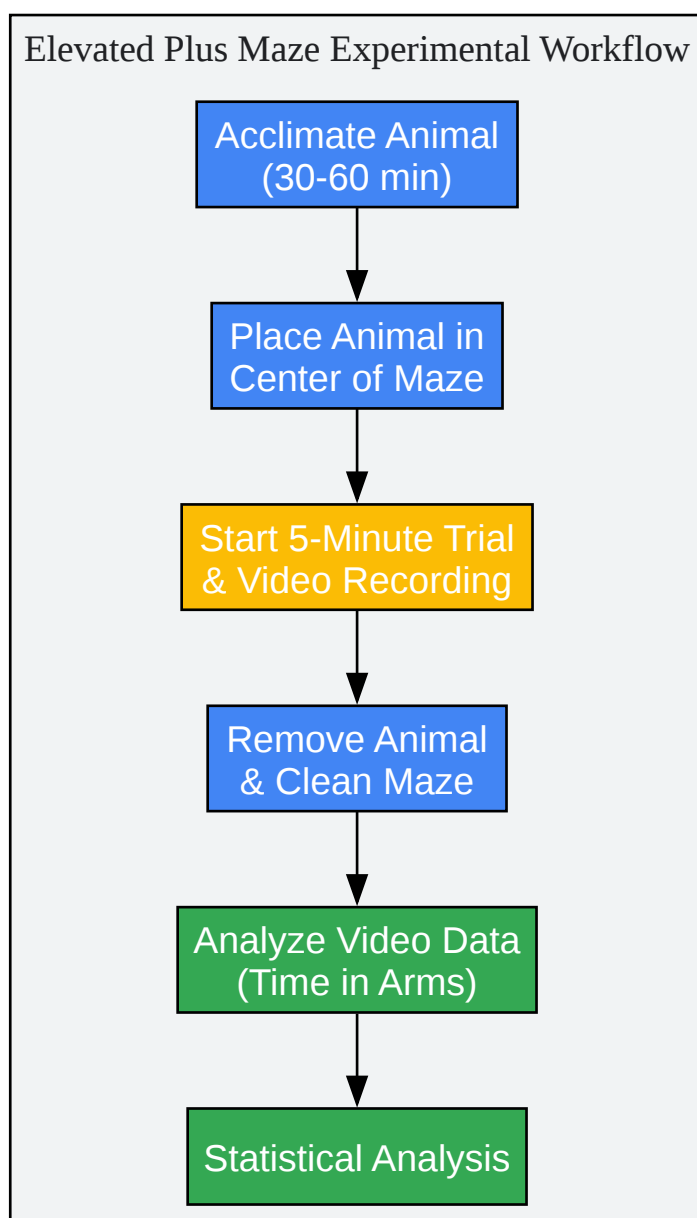 Elevated Plus Maze Experimental Workflow
Acclimate Animal
(30-60 min)
Place Animal in
Center of Maze
Start 5-Minute Trial
& Video Recording
Remove Animal
& Clean Maze
Analyze Video Data
(Time in Arms)
Statistical Analysis